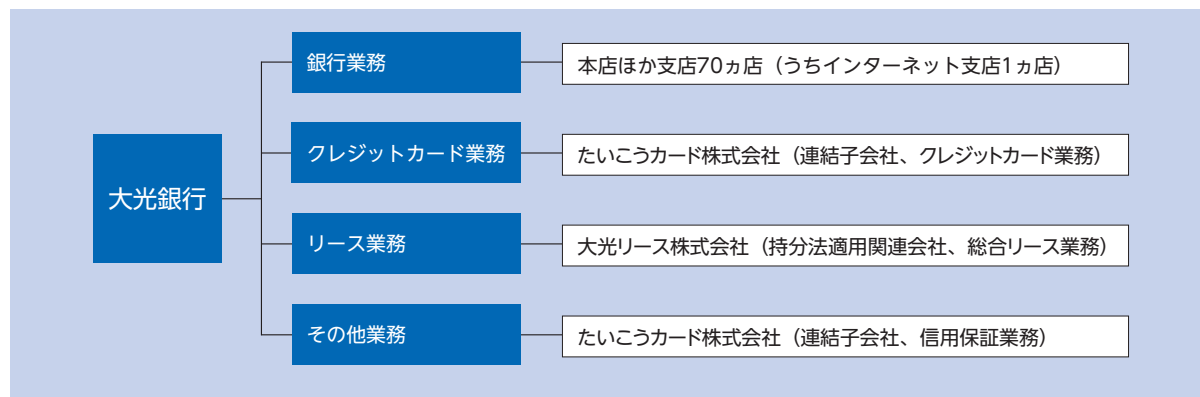 大光銀行
銀行業務
本店ほか支店70ヵ店（うちインターネット支店1ヵ店）
クレジットカード業務
たいこうカード株式会社（連結子会社、クレジットカード業務）
リース業務
大光リース株式会社（持分法適用関連会社、総合リース業務）
その他業務
たいこうカード株式会社（連結子会社、信用保証業務）